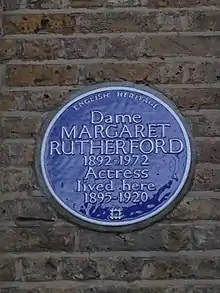 ENGLISH HERITAGE
Dame
MARGARET
RUTHERFORD
1892-1972
Actress
lived here
1895-1920